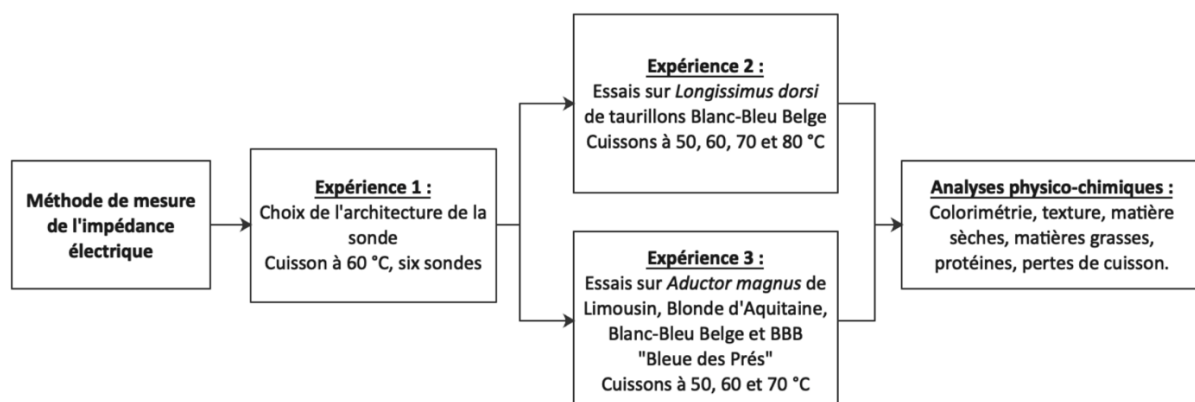 Méthode de mesure
de l'impédance
électrique
Expérience 1 :
Choix de l'architecture de la
sonde
Cuisson à 60 °C, six sondes
Expérience 2 :
Essais sur Longissimus dorsi
de taurillons Blanc-Bleu Belge
Cuissons à 50, 60, 70 et 80 °C
Expérience 3 :
Essais sur Aductor magnus de
Limousin, Blonde d'Aquitaine,
Blanc-Bleu Belge et BBB
"Bleue des Prés"
Cuissons à 50, 60 et 70 °C
Analyses physico-chimiques :
Colorimétrie, texture, matière
sèches, matières grasses,
protéines, pertes de cuisson.